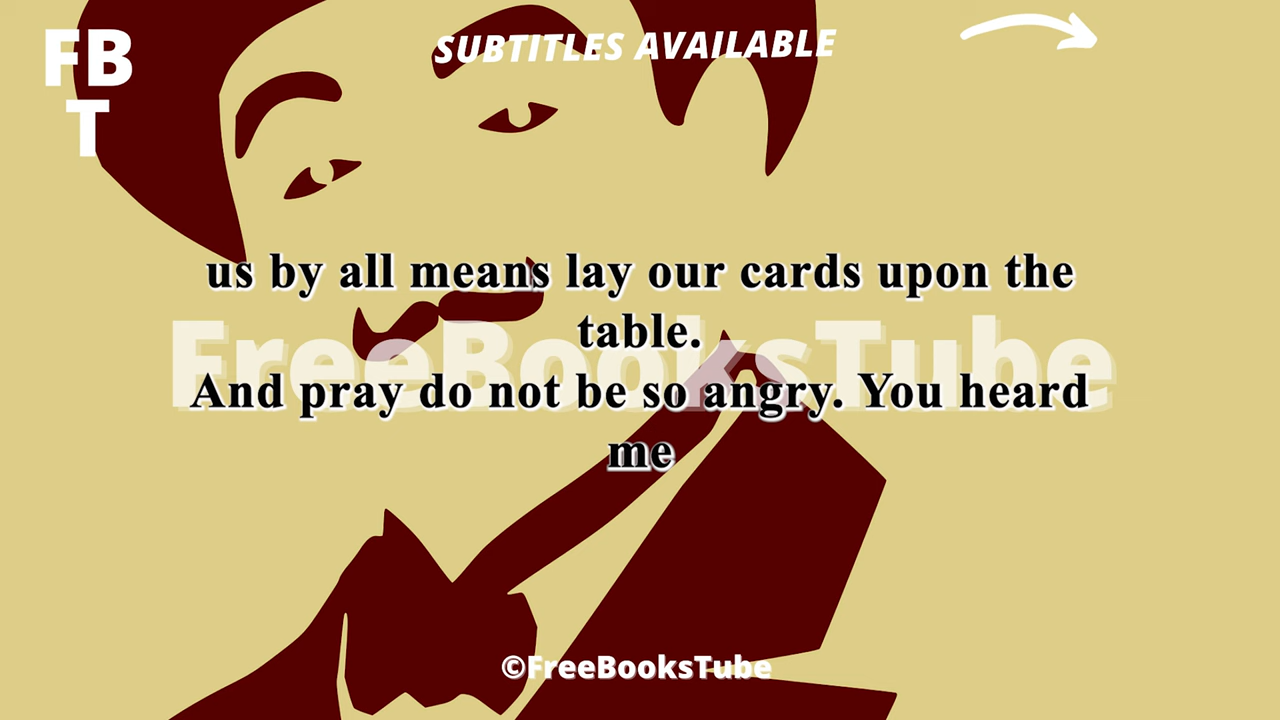 FB
T
SUBTITLES AVAILABLE
us by all means lay our cards upon the
table.
FreeBooksTube
And pray do not be so angry. You heard
me
©FreeBooksTube